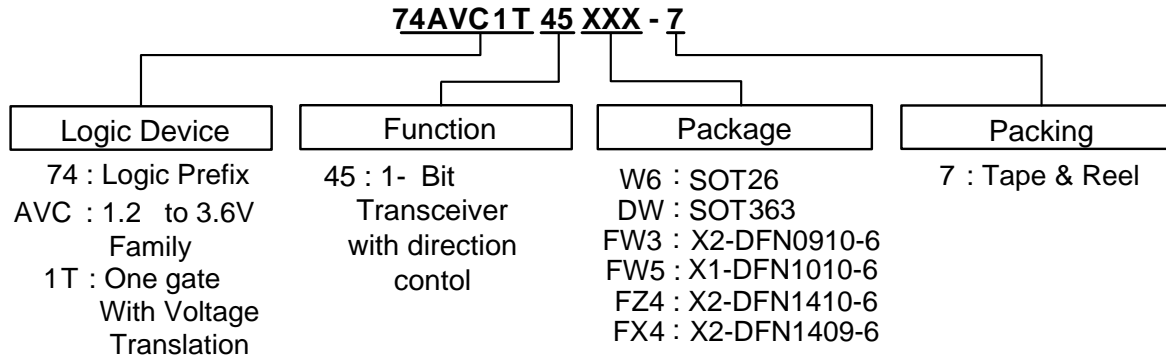 74AVC1T 45 XXX - 7
Logic Device
74 : Logic Prefix
AVC : 1.2 to 3.6V
Family
1T : One gate
With Voltage
Translation
Function
45 : 1- Bit
Transceiver
with direction
contol
Package
W6 : SOT26
DW : SOT363
FW3 : X2-DFN0910-6
FW5 : X1-DFN1010-6
FZ4 : X2-DFN1410-6
FX4 : X2-DFN1409-6
Packing
7 : Tape & Reel